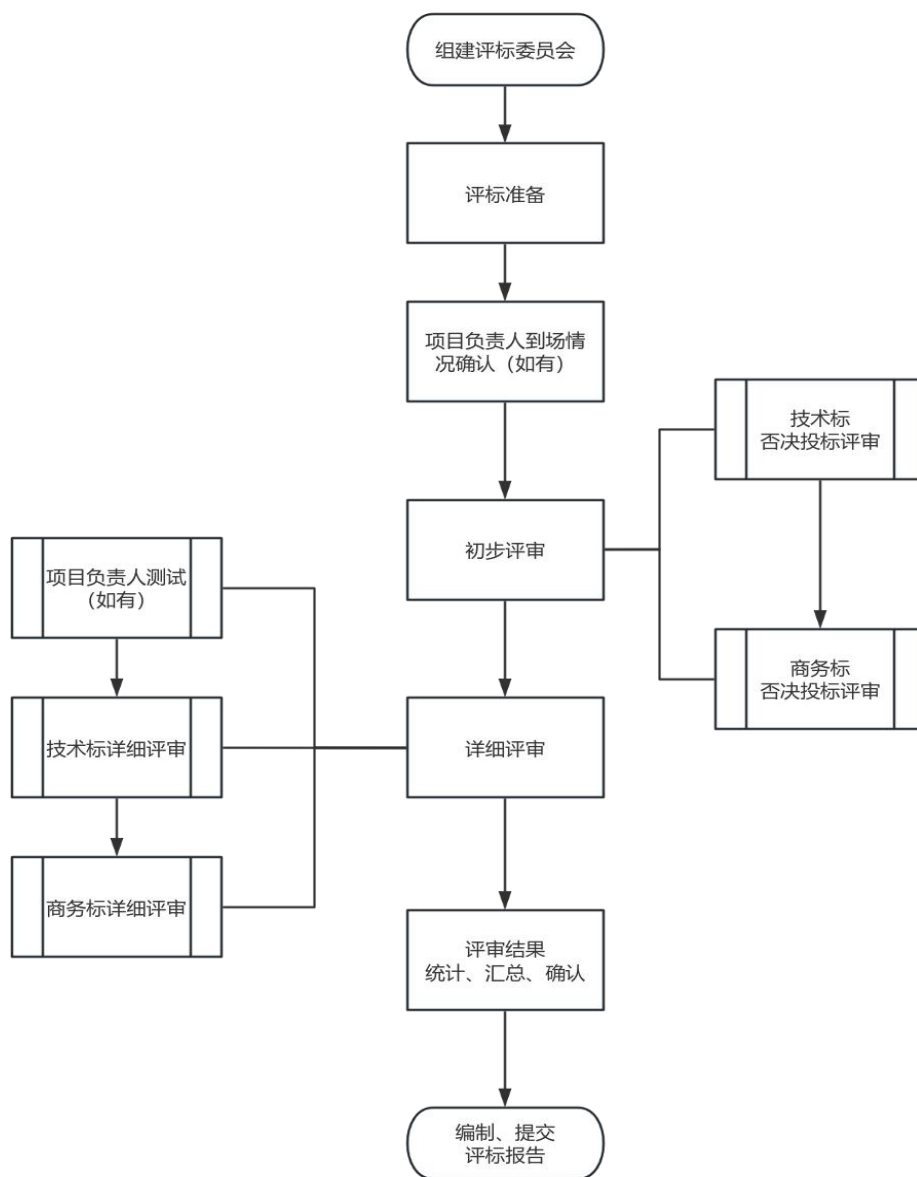 组建评标委员会
评标准备
项目负责人到场情
况确认（如有）
技术标
否决投标评审
初步评审
项目负责人测试
（如有）
商务标
否决投标评审
技术标详细评审
详细评审
商务标详细评审
评审结果
统计、汇总、确认
编制、提交
评标报告